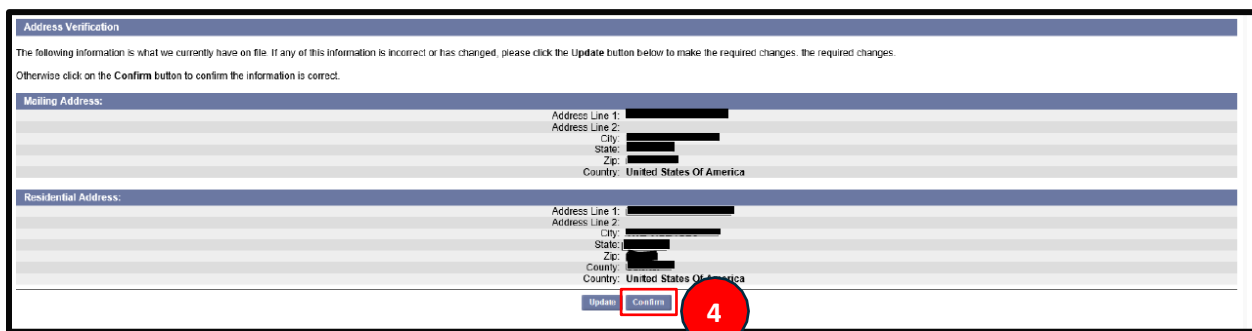 Address Verification
The following information is what we currently have on file. If any of this information is incorrect or has changed, please click the Update button below to make the required changes. the required changes.
Otherwise click on the Confirm button to confirm the information is correct.
Mailing Address:
Address Line 1:
Address Line 2:
City:
State:
Zip:
Country: United States Of America
Residential Address:
Address Line 1:
Address Line 2:
City:
State:
Zip:
County:
Country: United States Of America
Update Confirm
4